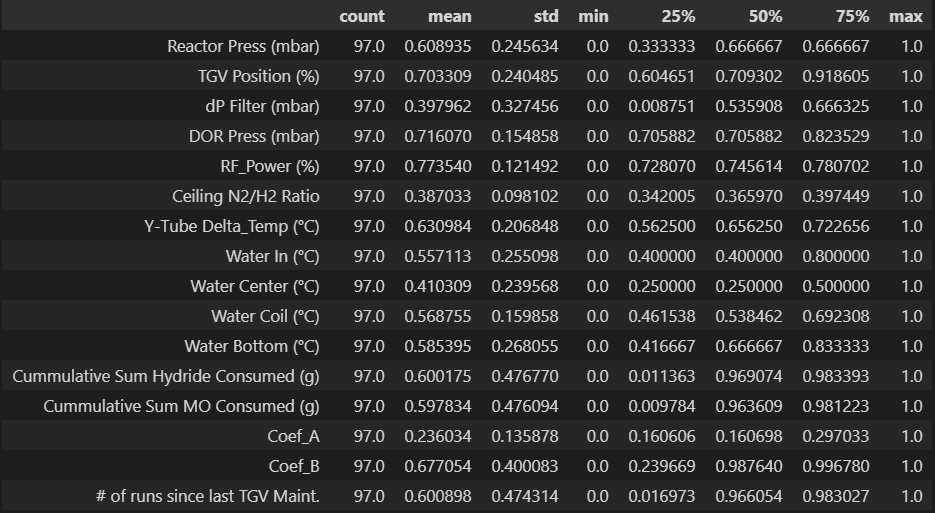 count mean std min 25% 50% 75% max
Reactor Press (mbar) 97.0 0.608935 0.245634 0.0 0.333333 0.666667 0.666667 1.0
TGV Position (%) 97.0 0.703309 0.240485 0.0 0.604651 0.709302 0.918605 1.0
dP Filter (mbar) 97.0 0.397962 0.327456 0.0 0.008751 0.535908 0.666325 1.0
DOR Press (mbar) 97.0 0.716070 0.154858 0.0 0.705882 0.705882 0.823529 1.0
RF_Power (%) 97.0 0.773540 0.121492 0.0 0.728070 0.745614 0.780702 1.0
Ceiling N2/H2 Ratio 97.0 0.387033 0.098102 0.0 0.342005 0.365970 0.397449 1.0
Y-Tube Delta_Temp (°C) 97.0 0.630984 0.206848 0.0 0.562500 0.656250 0.722656 1.0
Water In (°C) 97.0 0.557113 0.255098 0.0 0.400000 0.400000 0.800000 1.0
Water Center (°C) 97.0 0.410309 0.239568 0.0 0.250000 0.250000 0.500000 1.0
Water Coil (°C) 97.0 0.568755 0.159858 0.0 0.461538 0.538462 0.692308 1.0
Water Bottom (°C) 97.0 0.585395 0.268055 0.0 0.416667 0.666667 0.833333 1.0
Cummulative Sum Hydride Consumed (g) 97.0 0.600175 0.476770 0.0 0.011363 0.969074 0.983393 1.0
Cummulative Sum MO Consumed (g) 97.0 0.597834 0.476094 0.0 0.009784 0.963609 0.981223 1.0
Coef_A 97.0 0.236034 0.135878 0.0 0.160606 0.160698 0.297033 1.0
Coef_B 97.0 0.677054 0.400083 0.0 0.239669 0.987640 0.996780 1.0
# of runs since last TGV Maint. 97.0 0.600898 0.474314 0.0 0.016973 0.966054 0.983027 1.0